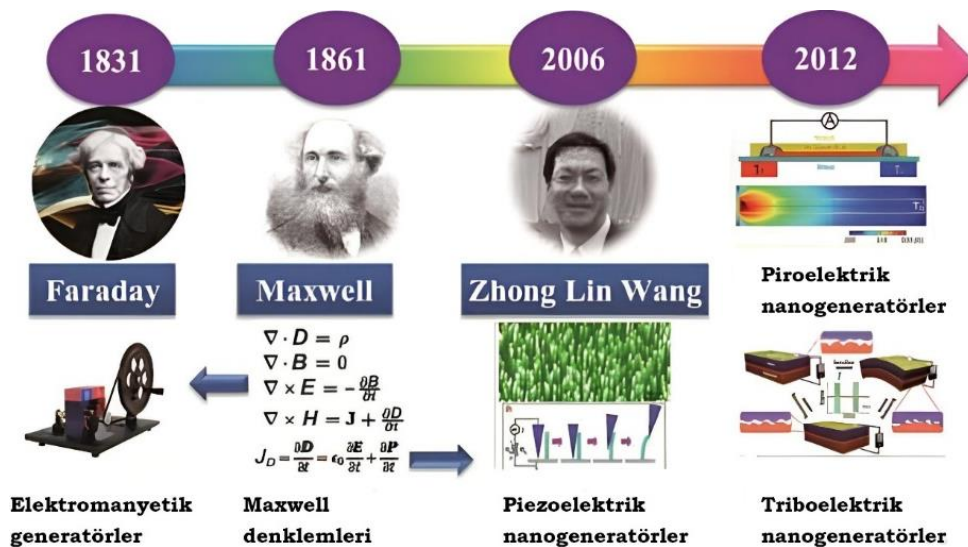 1831
1861
2006
2012
A
T₁
Faraday
Maxwell
Zhong Lin Wang
Piroelektrik
nanogeneratörler
∇ · D = ρ
∇ · B = 0
∇ × E = -∂B/∂t
∇ × H = J + ∂D/∂t
J_D = ∂D/∂t = ε₀ ∂E/∂t + ∂P/∂t
Elektromanyetik
generatörler
Maxwell
denklemleri
Piezoelektrik
nanogeneratörler
Triboelektrik
nanogeneratörler